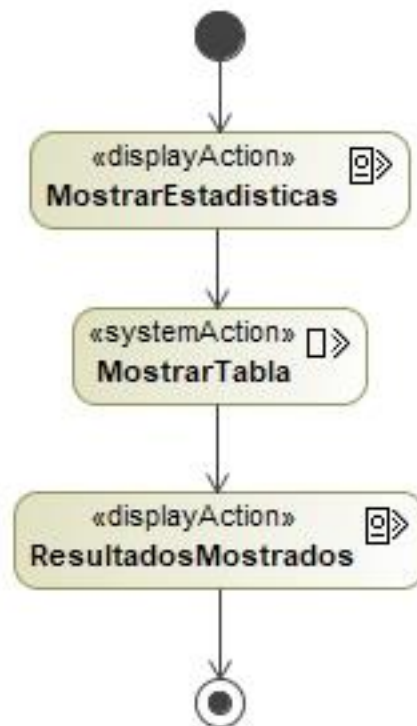 «displayAction»
MostrarEstadisticas
«systemAction»
MostrarTabla
«displayAction»
ResultadosMostrados